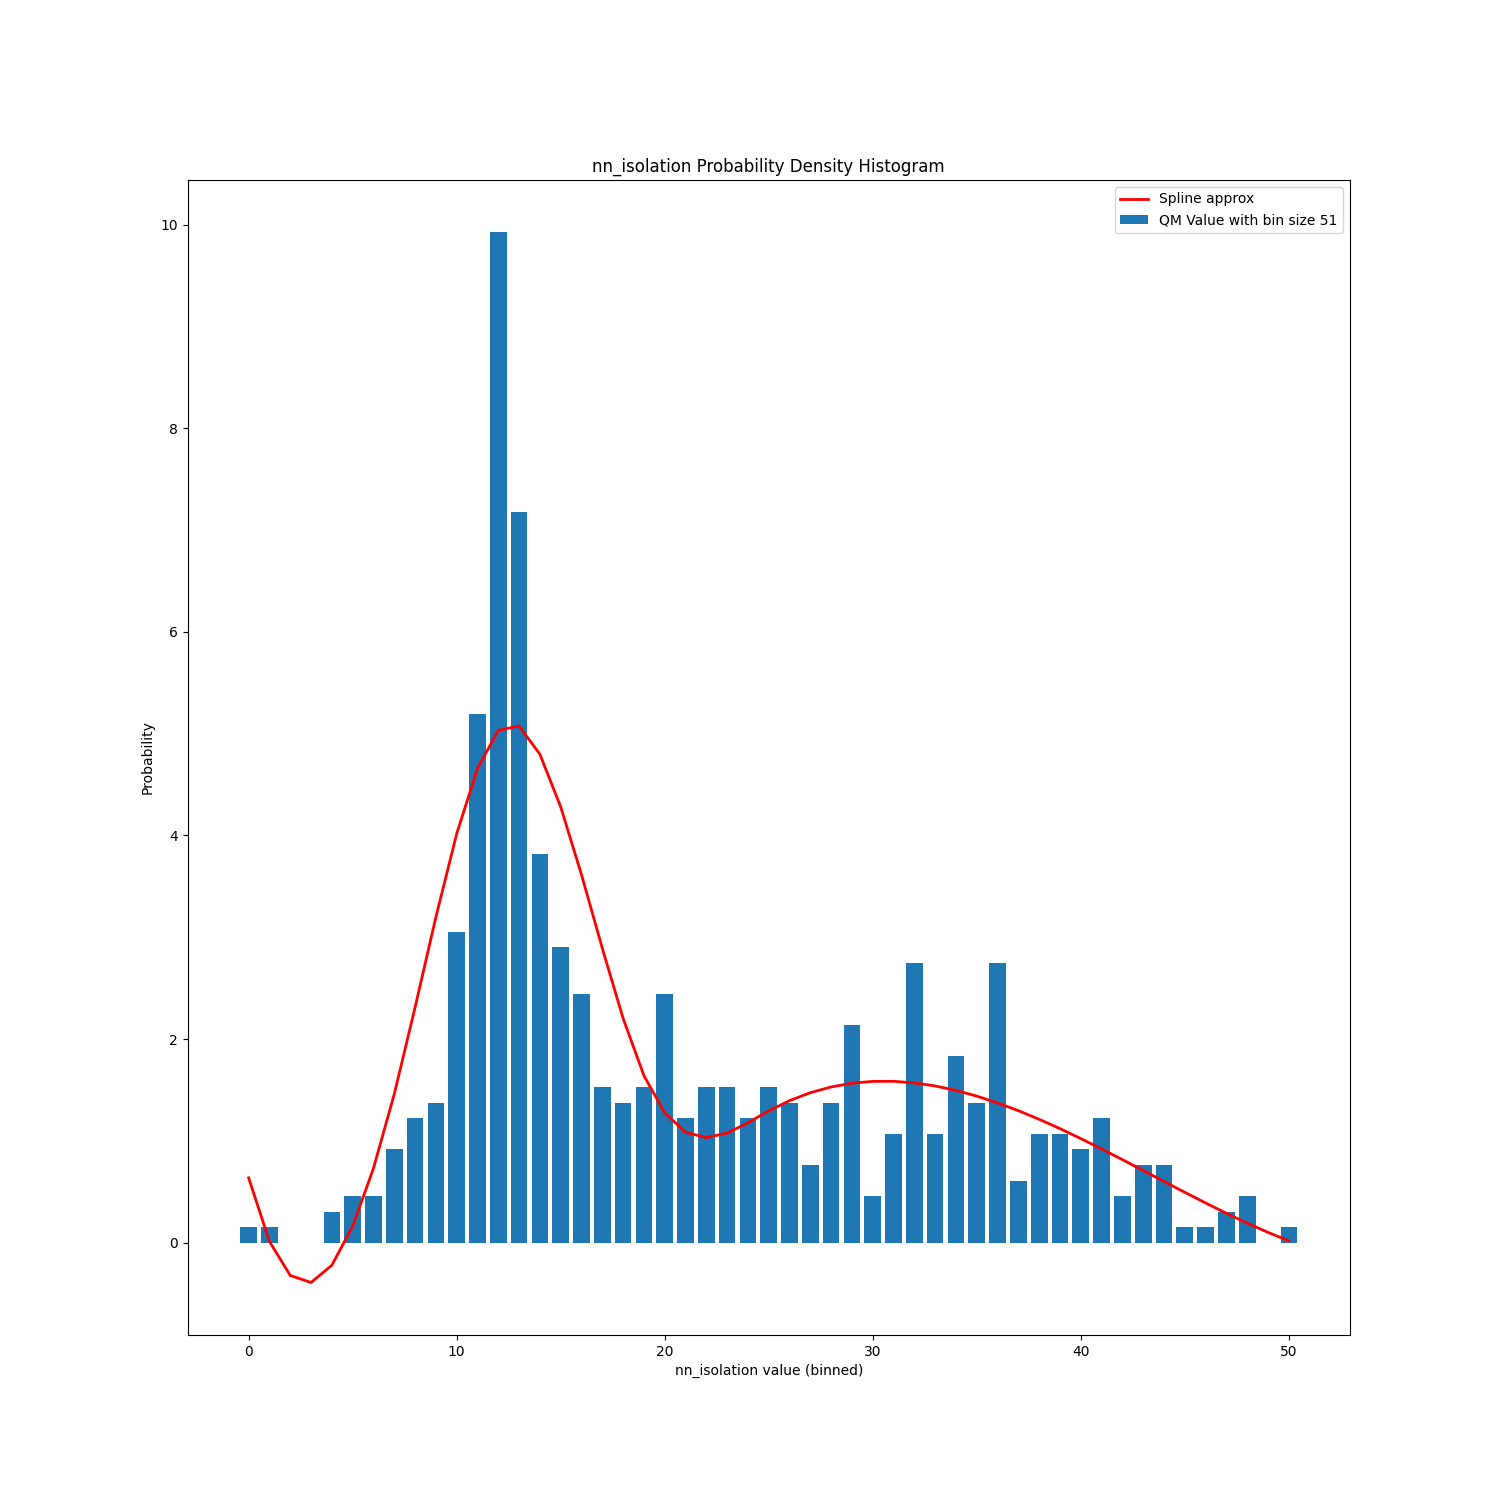 nn_isolation Probability Density Histogram
Spline approx
QM Value with bin size 51
10
8
6
4
2
0
Probability
0 10 20 30 40 50
nn_isolation value (binned)